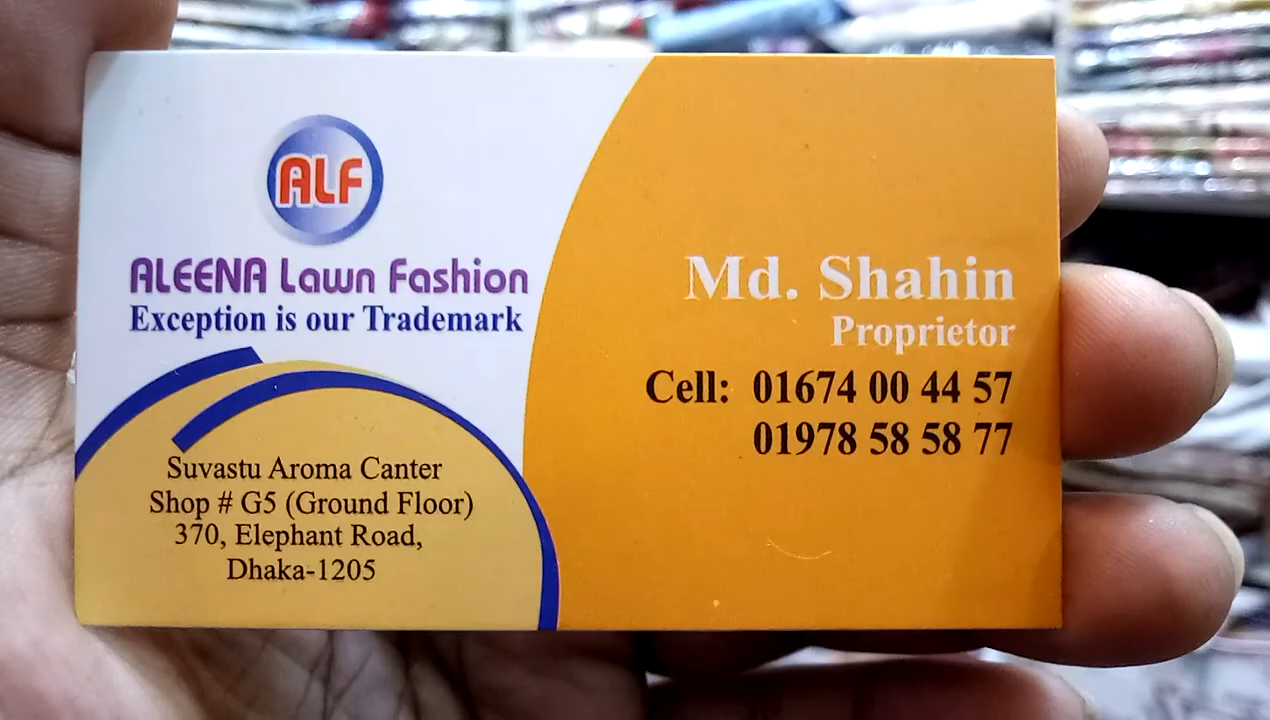 ALF
ALEENA Lawn Fashion
Exception is our Trademark
Suvastu Aroma Canter
Shop # G5 (Ground Floor)
370, Elephant Road,
Dhaka-1205
Md. Shahin
Proprietor
Cell: 01674 00 44 57
01978 58 58 77